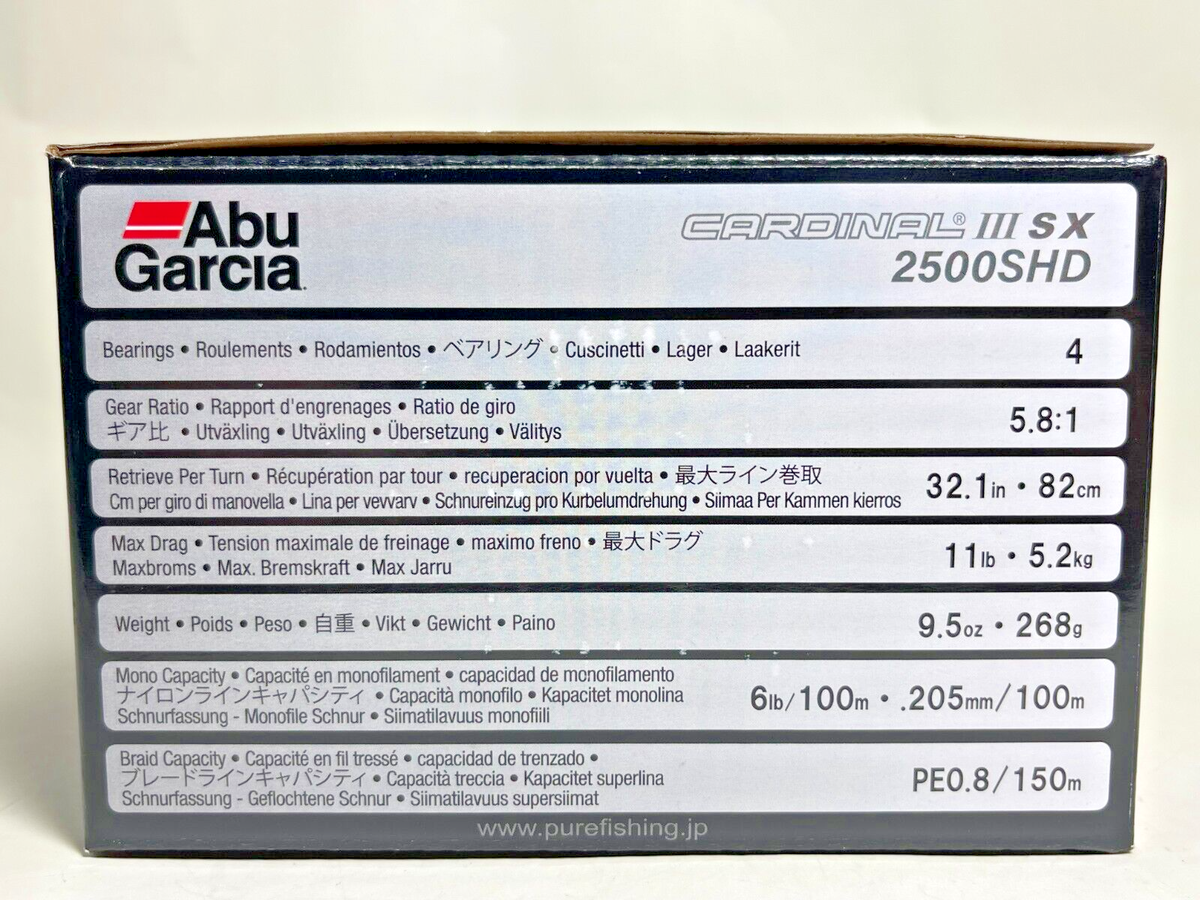 Abu
Garcia
CARDINAL® III SX
2500SHD
Bearings • Roulements • Rodamientos • ベアリング • Cuscinetti • Lager • Laakerit
4
Gear Ratio • Rapport d'engrenages • Ratio de giro
ギア比 • Utväxling • Utväxling • Übersetzung • Välitys
5.8:1
Retrieve Per Turn • Récupération par tour • recuperacion por vuelta • 最大ライン巻取
Cm per giro di manovella • Lina per vevvarv • Schnureinzug pro Kurbelumdrehung • Siimaa Per Kammen kierros
32.1in • 82cm
Max Drag • Tension maximale de freinage • maximo freno • 最大ドラグ
Maxbroms • Max. Bremskraft • Max Jarru
11lb • 5.2kg
Weight • Poids • Peso • 自重 • Vikt • Gewicht • Paino
9.5oz • 268g
Mono Capacity • Capacité en monofilament • capacidad de monofilamento
ナイロンラインキャパシティ • Capacità monofilo • Kapacitet monolina
Schnurfassung - Monofile Schnur • Siimatilavuus monofiili
6lb/100m • .205mm/100m
Braid Capacity • Capacité en fil tressé • capacidad de trenzado •
ブレードラインキャパシティ • Capacità treccia • Kapacitet superlina
Schnurfassung - Geflochtene Schnur • Siimatilavuus supersiimat
PE0.8/150m
www.purefishing.jp